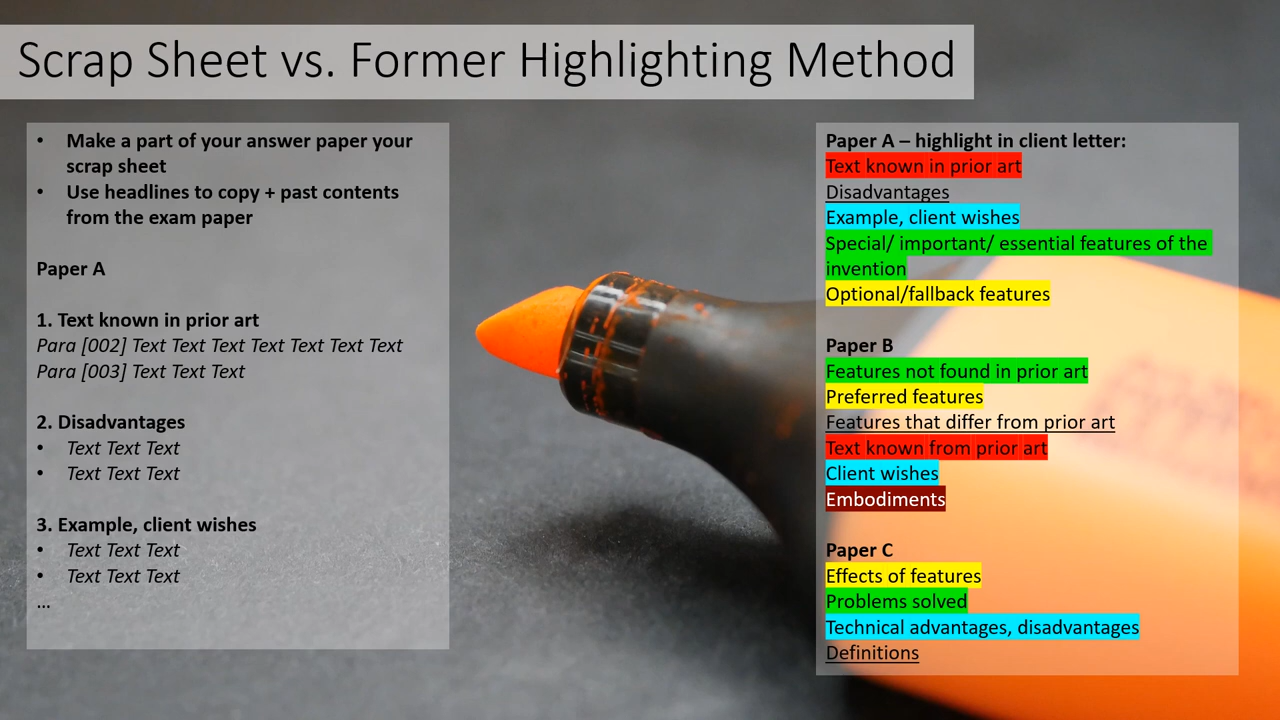 Scrap Sheet vs. Former Highlighting Method
• Make a part of your answer paper your
scrap sheet
• Use headlines to copy + past contents
from the exam paper
Paper A
1. Text known in prior art
Para [002] Text Text Text Text Text Text Text
Para [003] Text Text Text
2. Disadvantages
• Text Text Text
• Text Text Text
3. Example, client wishes
• Text Text Text
• Text Text Text
...
Paper A – highlight in client letter:
Text known in prior art
Disadvantages
Example, client wishes
Special/ important/ essential features of the
invention
Optional/fallback features
Paper B
Features not found in prior art
Preferred features
Features that differ from prior art
Text known from prior art
Client wishes
Embodiments
Paper C
Effects of features
Problems solved
Technical advantages, disadvantages
Definitions